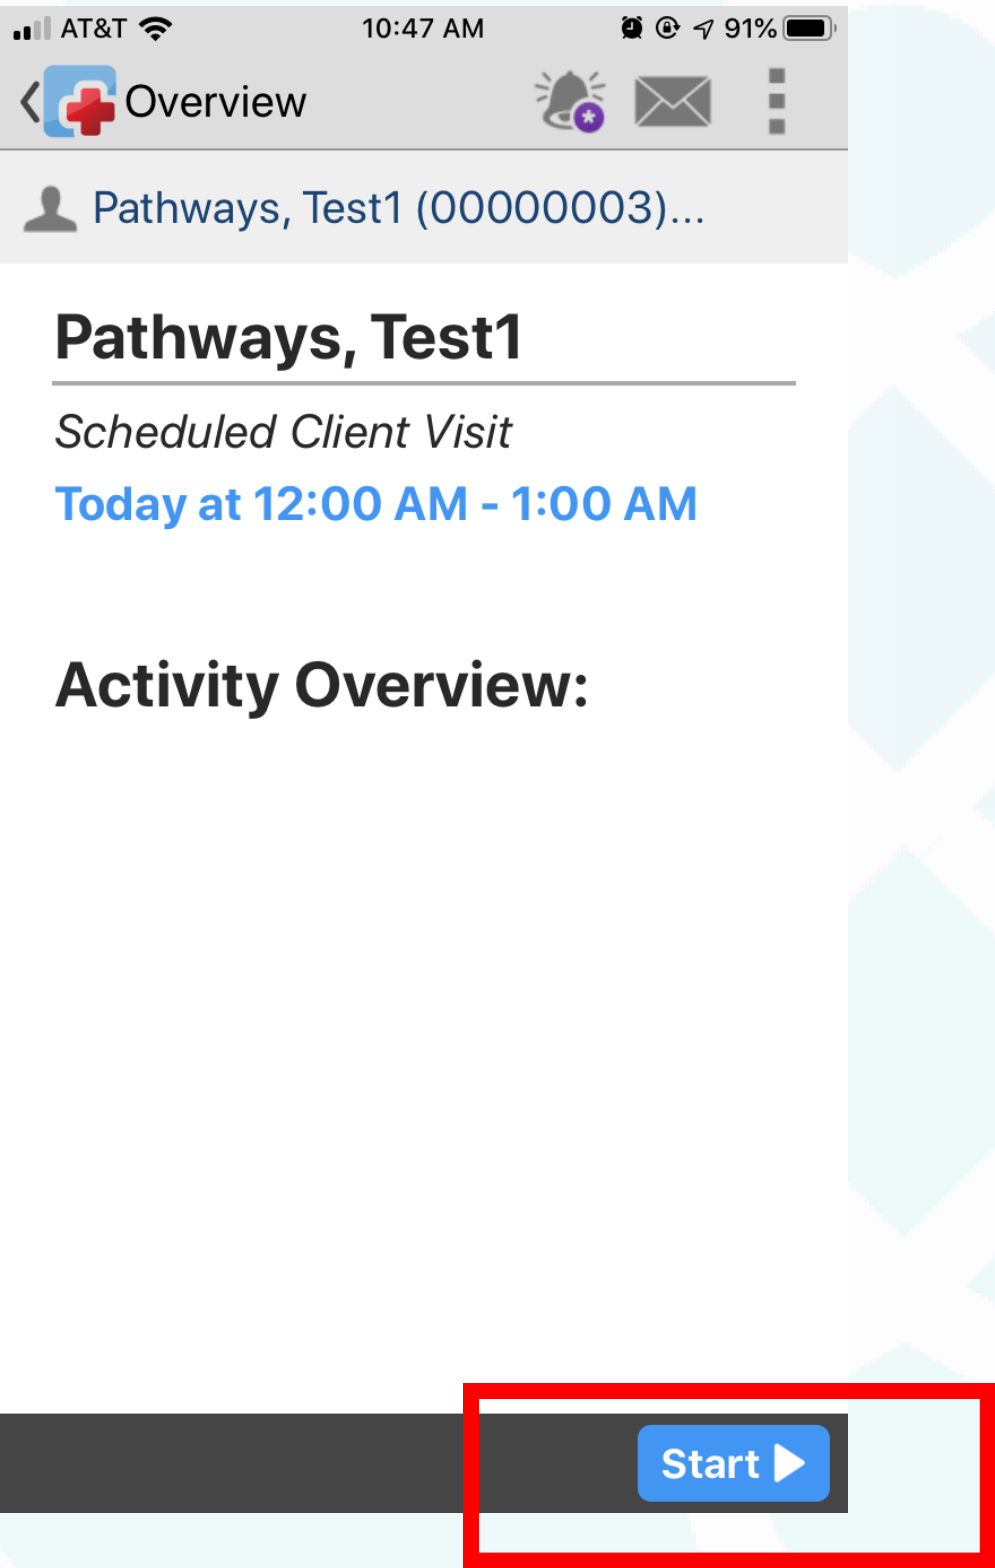 AT&T 10:47 AM 91%
Overview
Pathways, Test1 (00000003)...
Pathways, Test1
Scheduled Client Visit
Today at 12:00 AM - 1:00 AM
Activity Overview:
Start